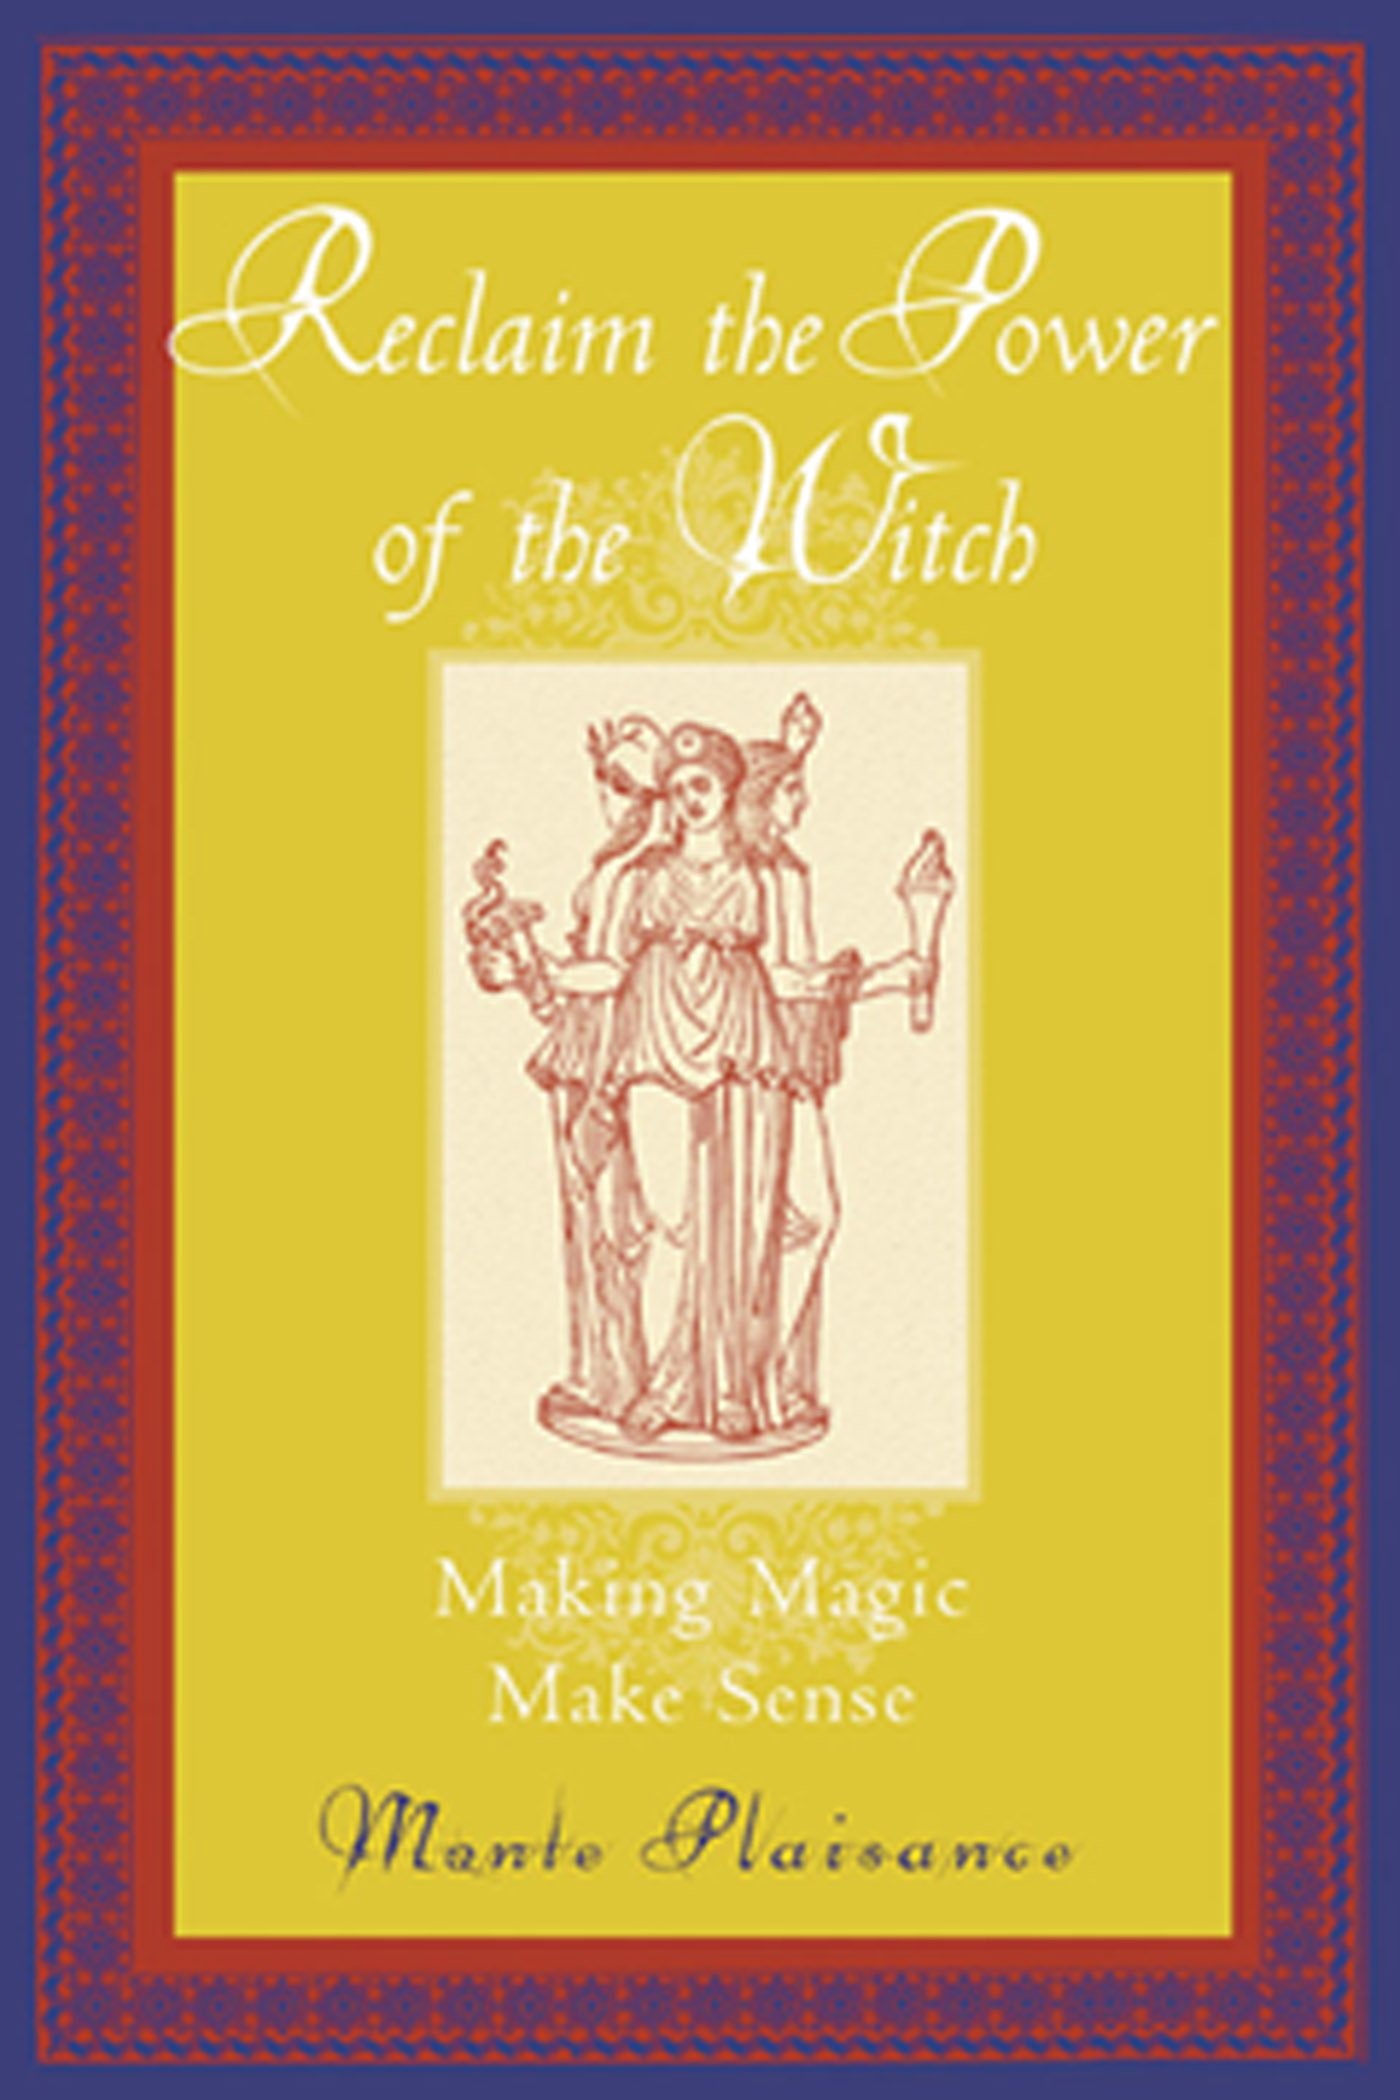 Reclaim the Power
of the Witch
Making Magic
Make Sense
Monte Plaisance